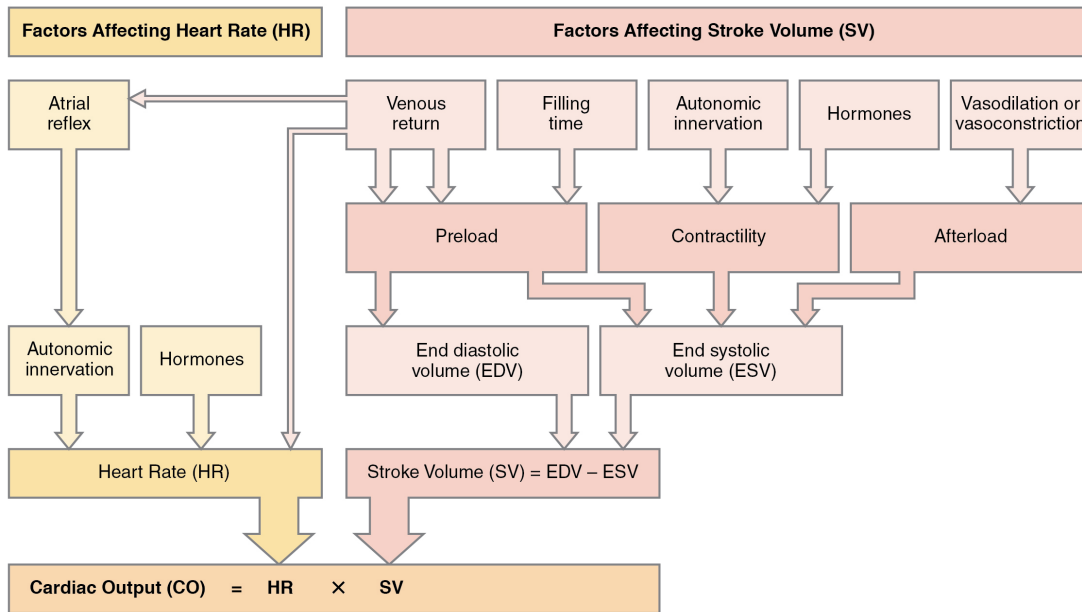 Factors Affecting Heart Rate (HR)
Factors Affecting Stroke Volume (SV)
Atrial
reflex
Venous
return
Filling
time
Autonomic
innervation
Hormones
Vasodilation or
vasoconstriction
Preload
Contractility
Afterload
Autonomic
innervation
Hormones
End diastolic
volume (EDV)
End systolic
volume (ESV)
Heart Rate (HR)
Stroke Volume (SV) = EDV – ESV
Cardiac Output (CO) = HR × SV